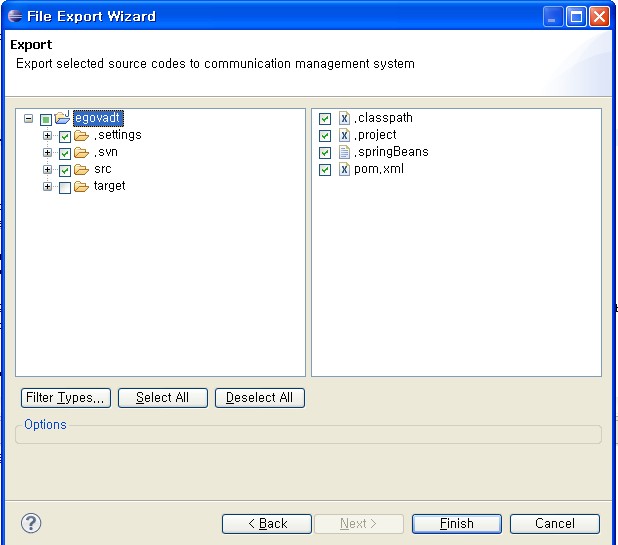 File Export Wizard
Export
Export selected source codes to communication management system
egovadt
.settings
.svn
src
target
.classpath
.project
.springBeans
pom.xml
Filter Types...
Select All
Deselect All
Options
< Back
Next >
Finish
Cancel